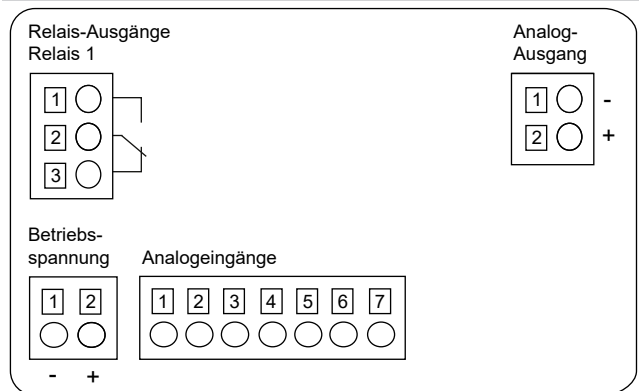 Relais-Ausgänge
Relais 1
1
2
3
Analog-
Ausgang
1 -
2 +
Betriebs-
spannung
1 2
- +
Analogeingänge
1 2 3 4 5 6 7